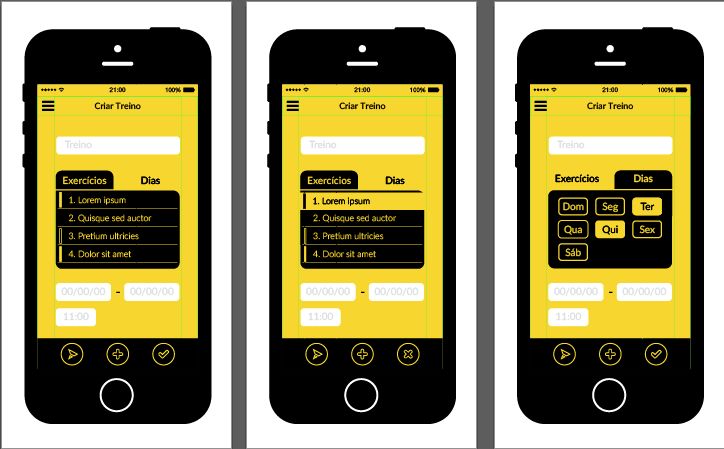 21:00 100%
Criar Treino
Treino
Exercícios Dias
1. Lorem ipsum
2. Quisque sed auctor
3. Pretium ultricies
4. Dolor sit amet
00/00/00 - 00/00/00
11:00
21:00 100%
Criar Treino
Treino
Exercícios Dias
1. Lorem ipsum
2. Quisque sed auctor
3. Pretium ultricies
4. Dolor sit amet
00/00/00 - 00/00/00
11:00
21:00 100%
Criar Treino
Treino
Exercícios Dias
Dom Seg Ter
Qua Qui Sex
Sáb
00/00/00 - 00/00/00
11:00